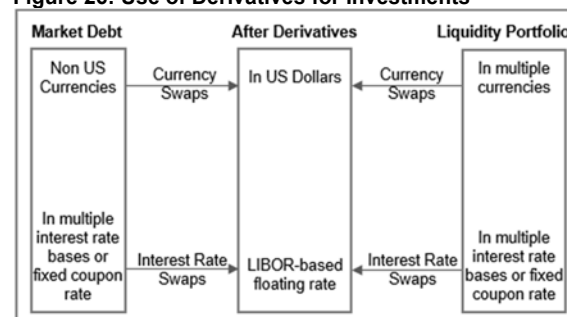 Figure 20: Use of Derivatives for Investments
Market Debt
After Derivatives
Liquidity Portfolio
Non US
Currencies
Currency
Swaps
In US Dollars
Currency
Swaps
In multiple
currencies
In multiple
interest rate
bases or
fixed coupon
rate
Interest Rate
Swaps
LIBOR-based
floating rate
Interest Rate
Swaps
In multiple
interest rate
bases or fixed
coupon rate